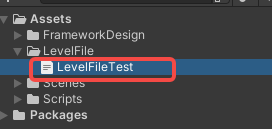 Assets
FrameworkDesign
LevelFile
LevelFileTest
Scenes
Scripts
Packages